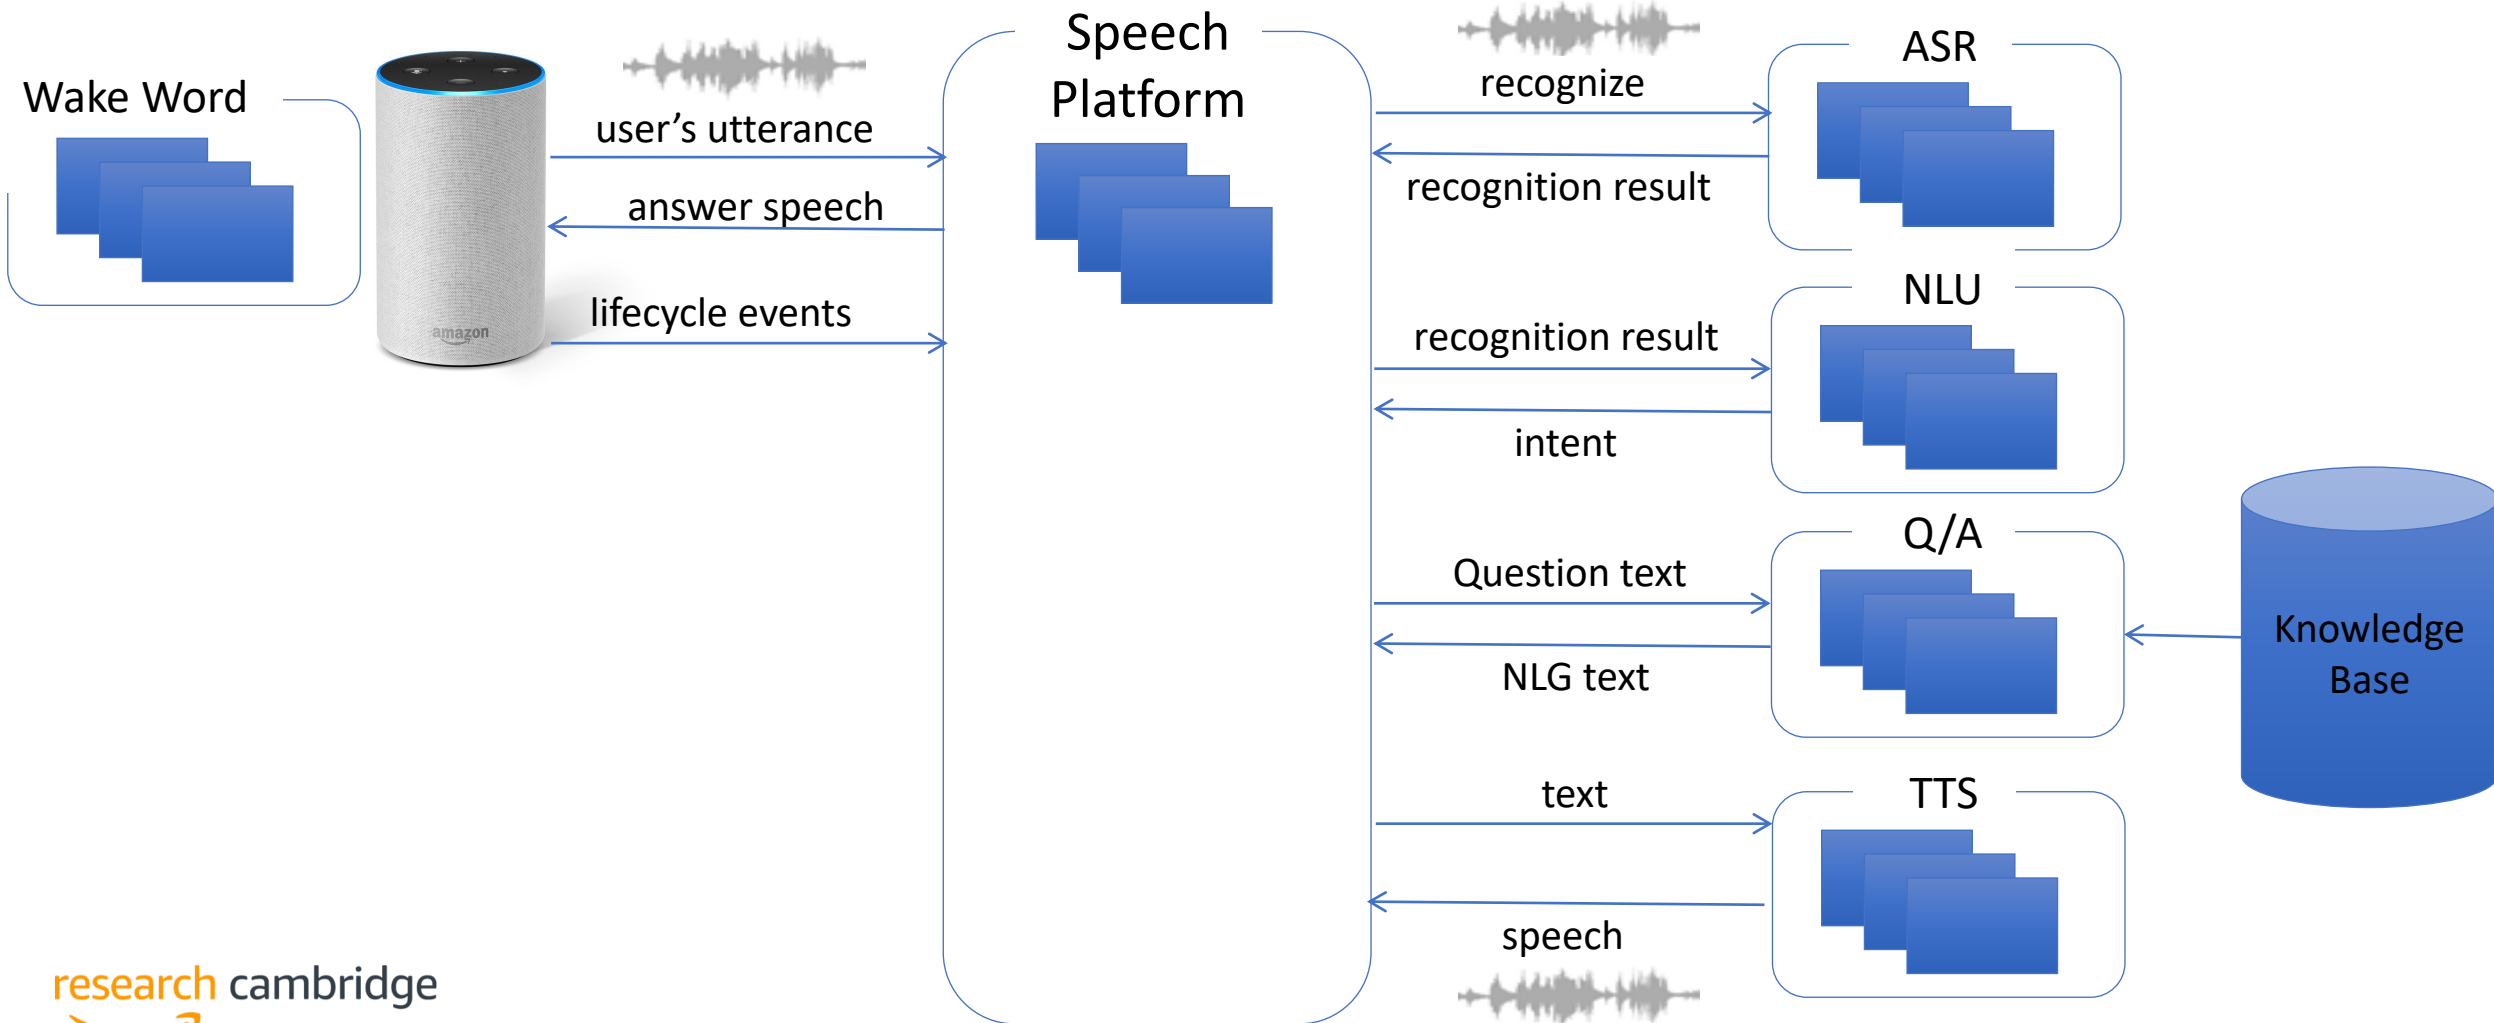 Wake Word
amazon
user's utterance
answer speech
lifecycle events
Speech
Platform
recognize
recognition result
recognition result
intent
Question text
NLG text
text
speech
ASR
NLU
Q/A
TTS
Knowledge
Base
research cambridge